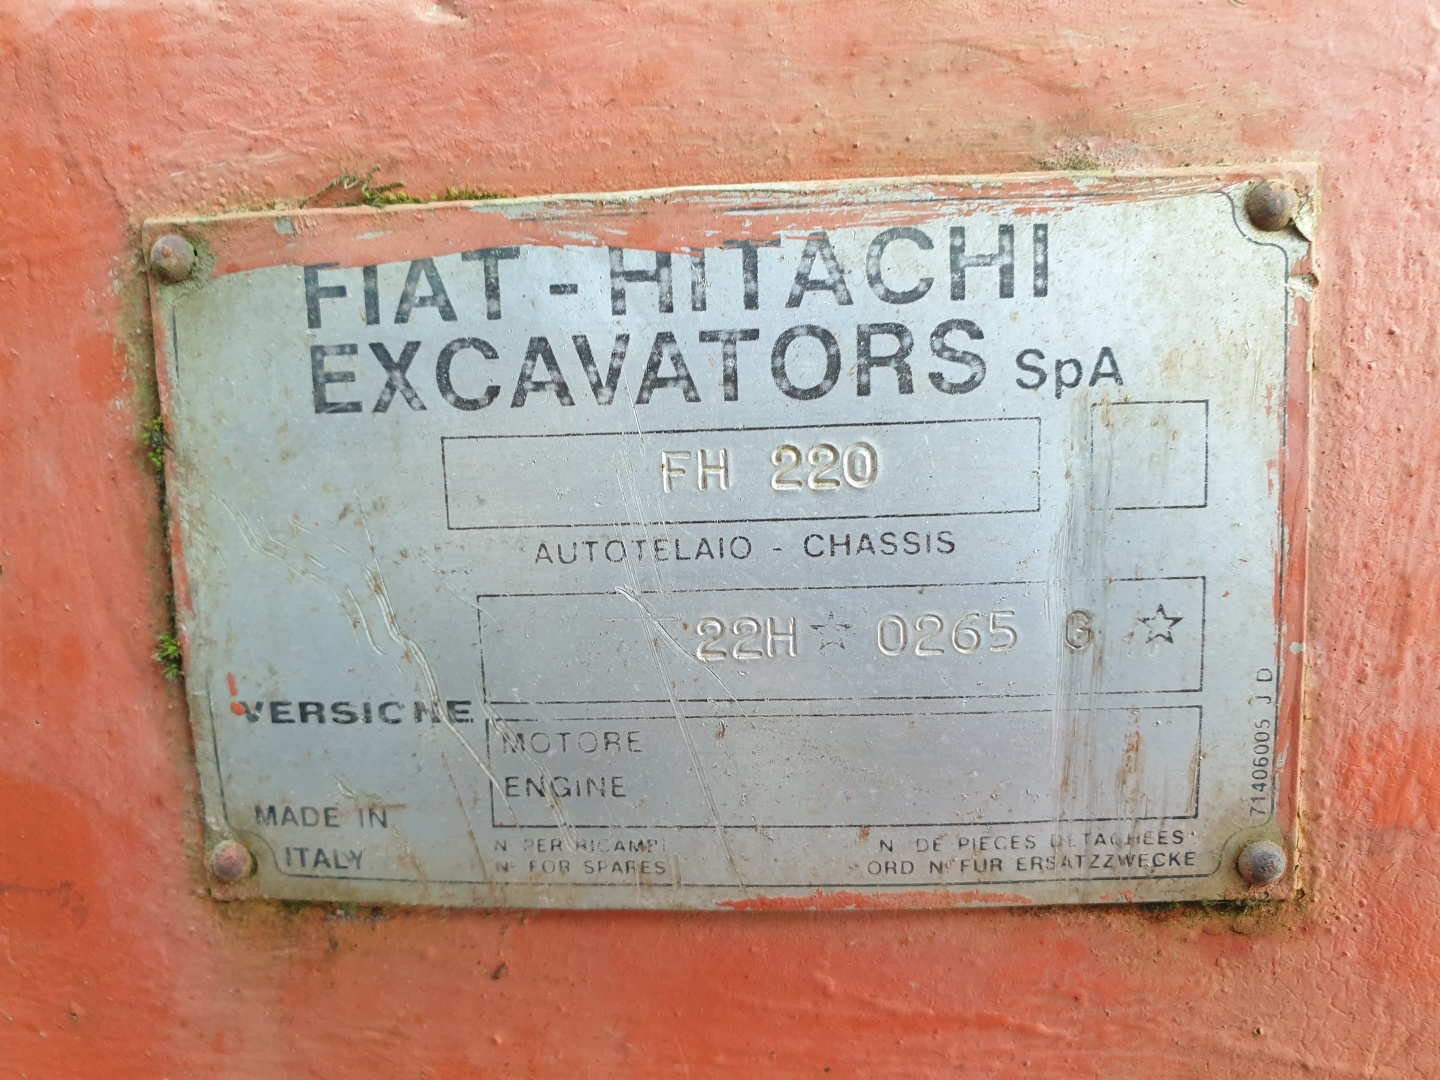 FIAT - HITACHI
EXCAVATORS SpA
FH 220
AUTOTELAIO - CHASSIS
22H ☆ 0265 G ☆
VERSIONE
MOTORE
ENGINE
MADE IN
ITALY
N PER RICAMBI
N° FOR SPARES
N DE PIECES DETACHEES
ORD N° FUR ERSATZZWECKE
71406005 J D